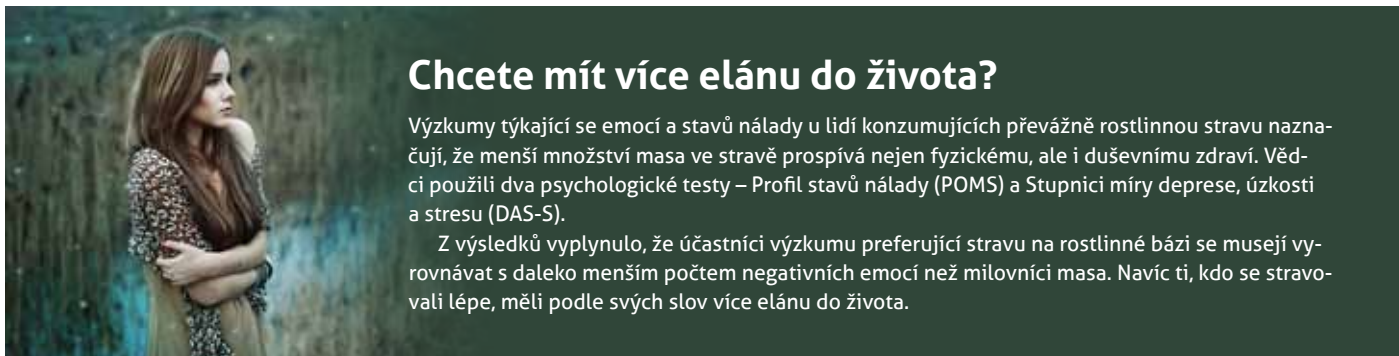 Chcete mít více elánu do života?
Výzkumy týkající se emocí a stavů nálady u lidí konzumujících převážně rostlinnou stravu nazna-
čují, že menší množství masa ve stravě prospívá nejen fyzickému, ale i duševnímu zdraví. Věd-
ci použili dva psychologické testy – Profil stavů nálady (POMS) a Stupnici míry deprese, úzkosti
a stresu (DAS-S).
Z výsledků vyplynulo, že účastníci výzkumu preferující stravu na rostlinné bázi se musejí vy-
rovnávat s daleko menším počtem negativních emocí než milovníci masa. Navíc ti, kdo se stravo-
vali lépe, měli podle svých slov více elánu do života.